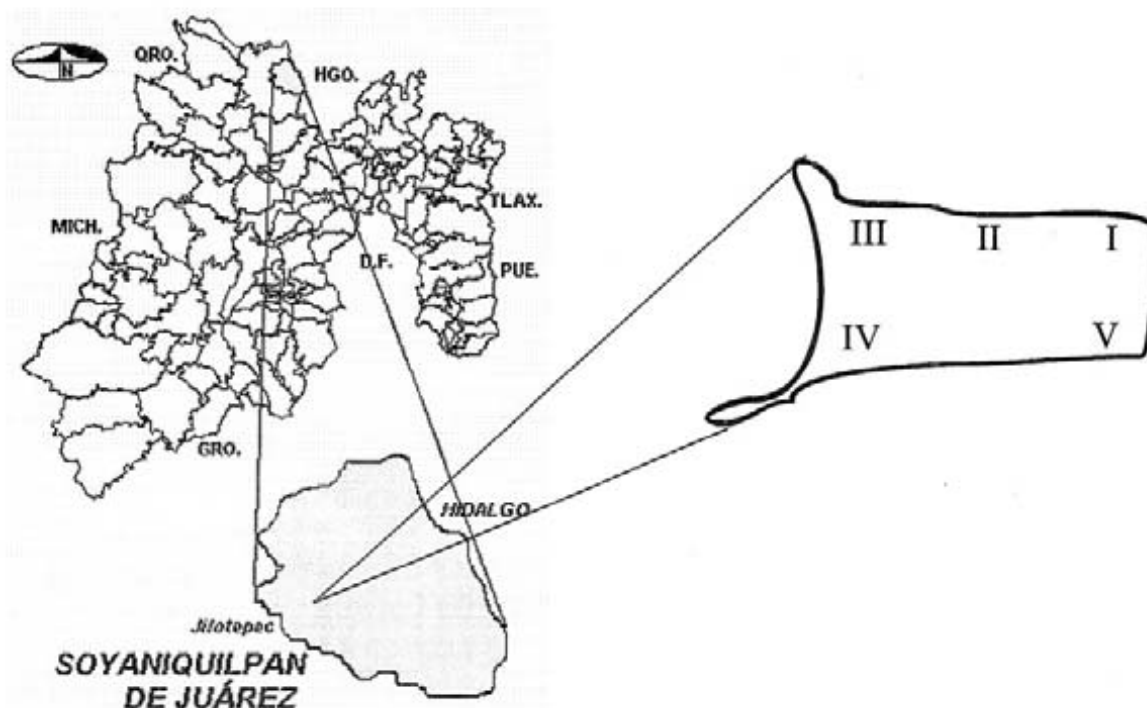 QRO.
HGO.
N
TLAX.
MICH.
D.F.
PUE.
III
II
I
IV
V
GRO.
HIDALGO
Jilotepec
SOYANIQUILPAN
DE JUÁREZ